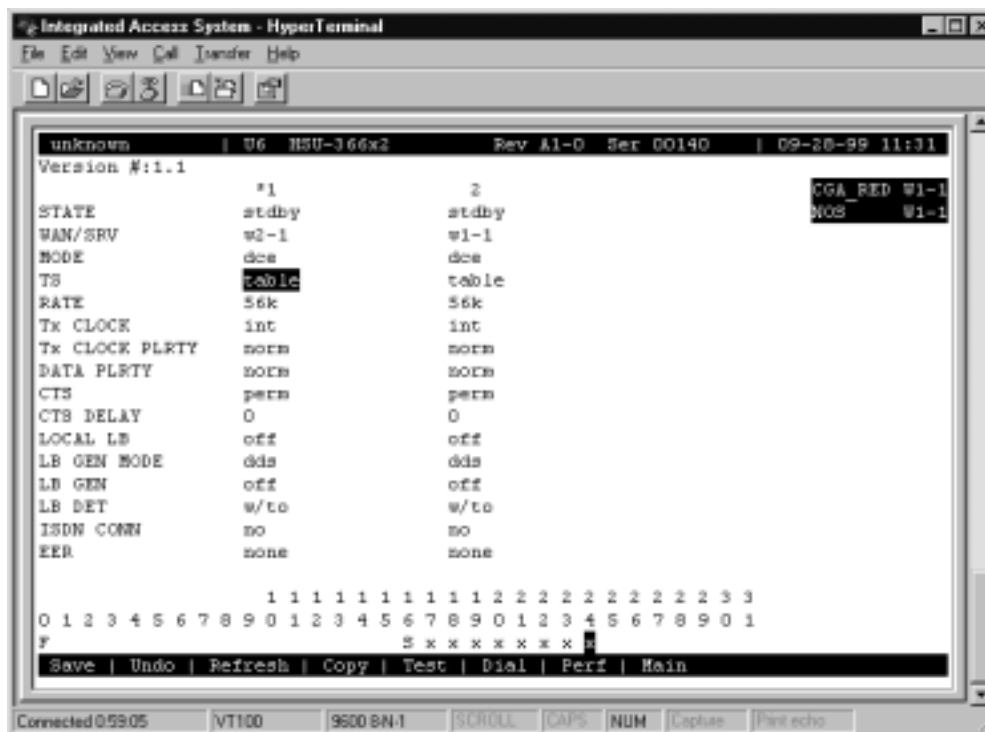 Integrated Access System - HyperTerminal
File Edit View Call Transfer Help
unknown | U6 HSU-366x2 Rev A1-0 Ser 00140 | 09-28-99 11:31
Version #:1.1
*1 2 CGA_RED W1-1
STATE stdby stdby NOS W1-1
WAN/SRV w2-1 w1-1
MODE dce dce
TS table table
RATE 56k 56k
Tx CLOCK int int
Tx CLOCK PLRTY norm norm
DATA PLRTY norm norm
CTS perm perm
CTS DELAY 0 0
LOCAL LB off off
LB GEN MODE dds dds
LB GEN off off
LB DET w/to w/to
ISDN CONN no no
EER none none
1 1 1 1 1 1 1 1 1 1 2 2 2 2 2 2 2 2 2 2 3 3
0 1 2 3 4 5 6 7 8 9 0 1 2 3 4 5 6 7 8 9 0 1 2 3 4 5 6 7 8 9 0 1
F S x x x x x x x x
Save | Undo | Refresh | Copy | Test | Dial | Perf | Main
Connected 0:59:05 VT100 9600 8-N-1 SCROLL CAPS NUM Capture Print echo